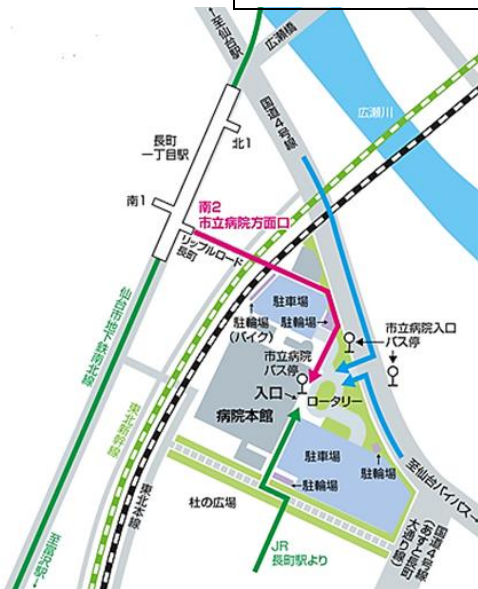 ←至仙台駅
広瀬橋
国道4号線
広瀬川
長町
一丁目駅
北1
南1
南2
市立病院方面口
リップルロード
長町
駐車場
駐輪場
(バイク)
駐輪場
市立病院入口
バス停
市立病院
バス停
入口
ロータリー
病院本館
仙台市地下鉄南北線
東北新幹線
東北本線
駐車場
駐輪場
駐輪場
至仙台バイパス→
杜の広場
国道4号線
(あすと長町
大通り線)
JR
長町駅より
至富沢駅↓